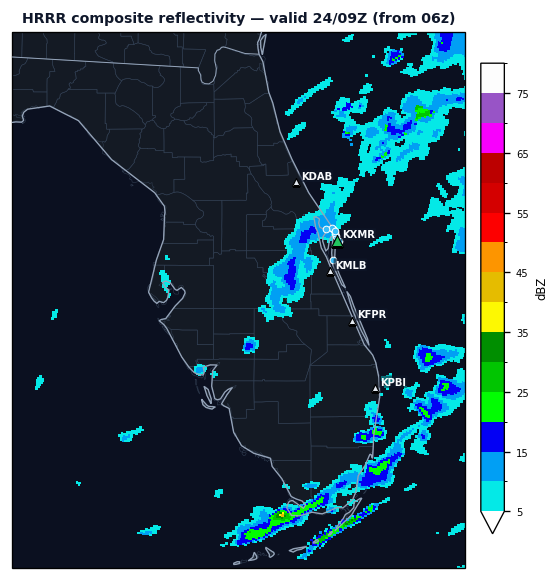 HRRR composite reflectivity — valid 24/09Z (from 06z)
KDAB
KXMR
KMLB
KFPR
KPBI
75
65
55
45
35
25
15
5
dBZ